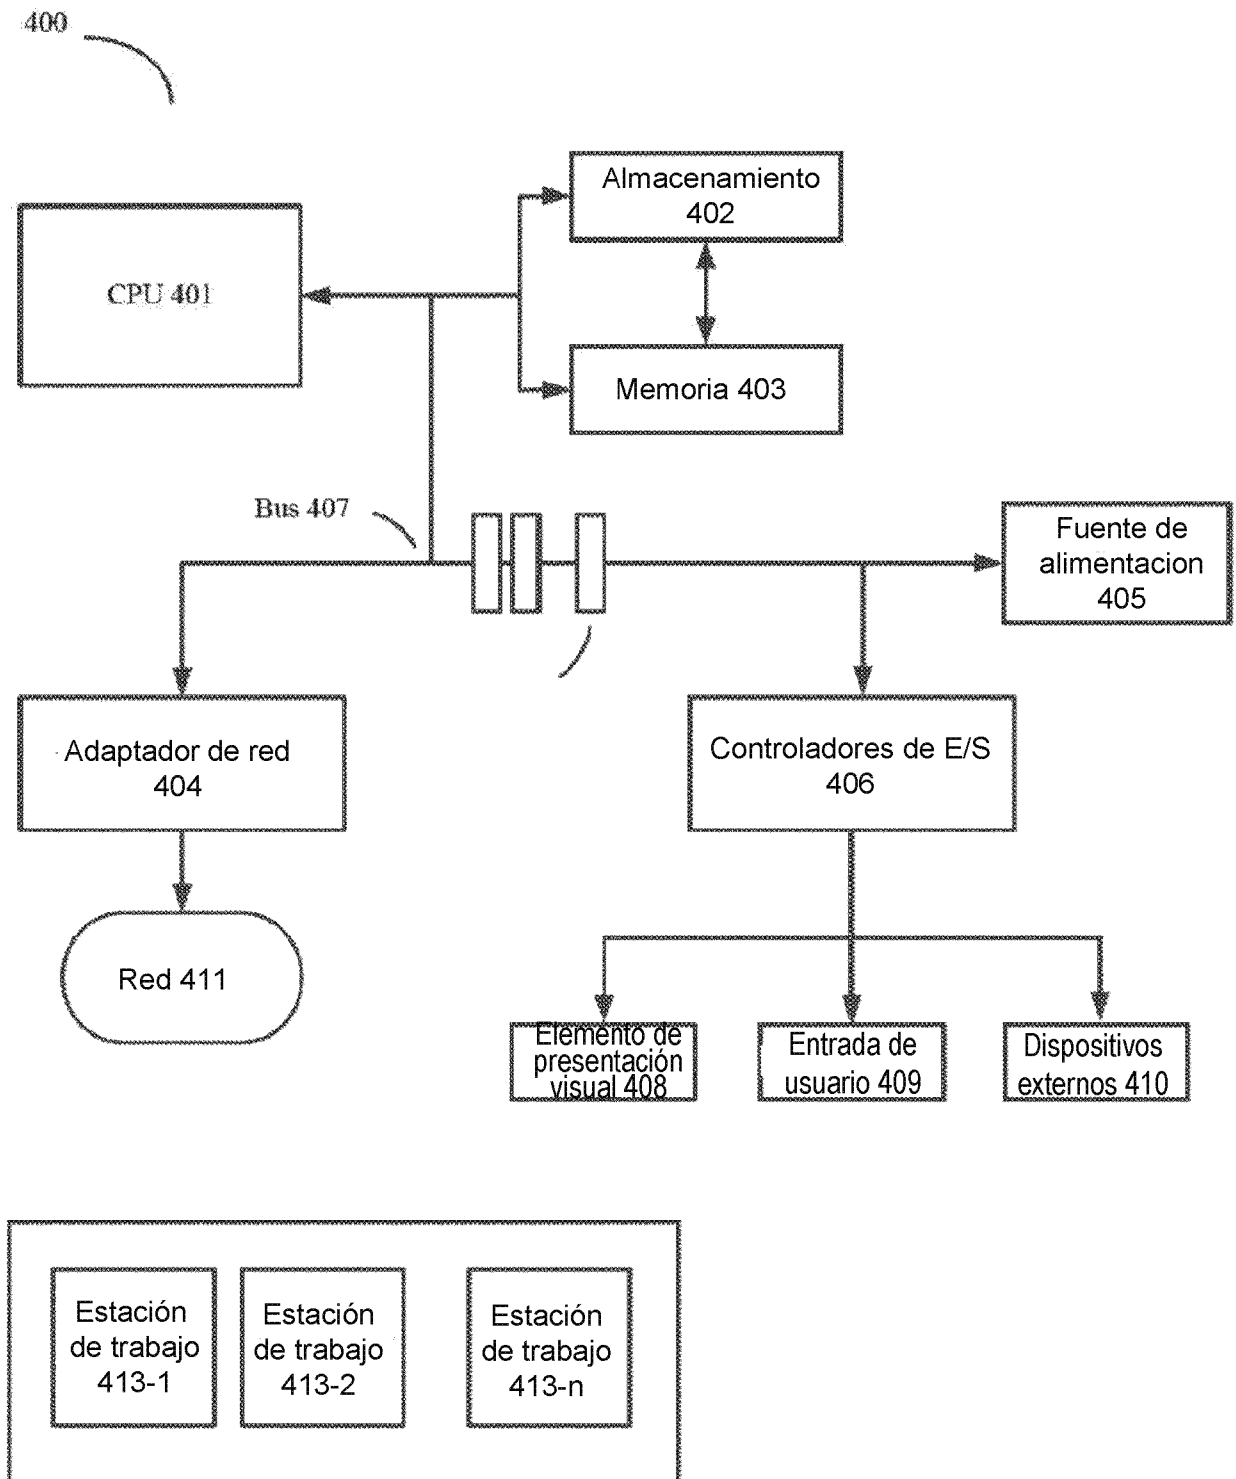 400
Almacenamiento
402
CPU 401
Memoria 403
Bus 407
Fuente de
alimentacion
405
Adaptador de red
404
Controladores de E/S
406
Red 411
Elemento de
presentación
visual 408
Entrada de
usuario 409
Dispositivos
externos 410
Estación
de trabajo
413-1
Estación
de trabajo
413-2
Estación
de trabajo
413-n